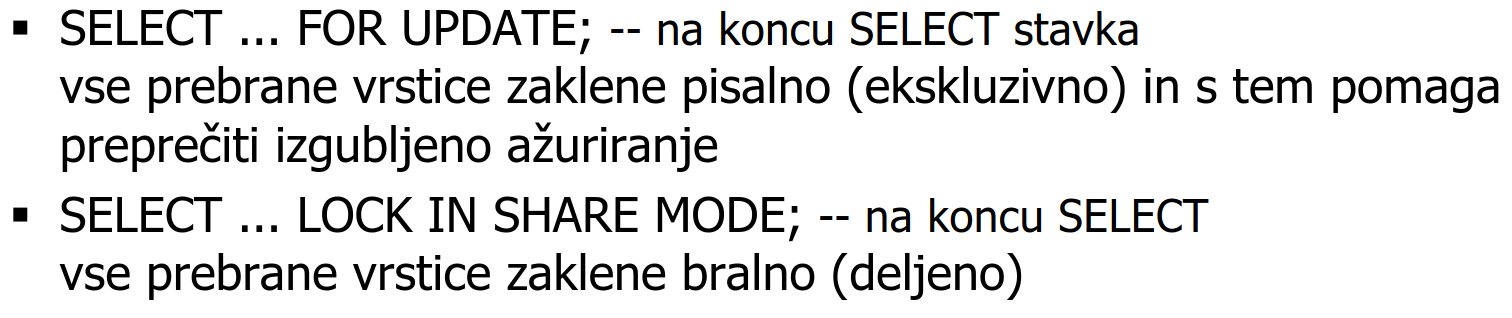 ▪ SELECT ... FOR UPDATE; -- na koncu SELECT stavka
vse prebrane vrstice zaklene pisalno (ekskluzivno) in s tem pomaga
preprečiti izgubljeno ažuriranje
▪ SELECT ... LOCK IN SHARE MODE; -- na koncu SELECT
vse prebrane vrstice zaklene bralno (deljeno)